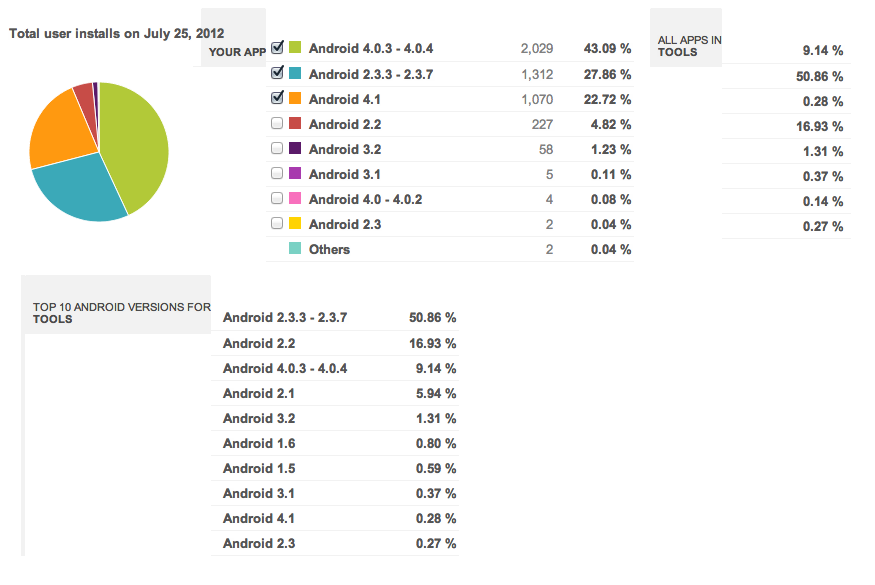 Total user installs on July 25, 2012
YOUR APP
ALL APPS IN
TOOLS
Android 4.0.3 - 4.0.4 2,029 43.09 % 9.14 %
Android 2.3.3 - 2.3.7 1,312 27.86 % 50.86 %
Android 4.1 1,070 22.72 % 0.28 %
Android 2.2 227 4.82 % 16.93 %
Android 3.2 58 1.23 % 1.31 %
Android 3.1 5 0.11 % 0.37 %
Android 4.0 - 4.0.2 4 0.08 % 0.14 %
Android 2.3 2 0.04 % 0.27 %
Others 2 0.04 %
TOP 10 ANDROID VERSIONS FOR
TOOLS
Android 2.3.3 - 2.3.7 50.86 %
Android 2.2 16.93 %
Android 4.0.3 - 4.0.4 9.14 %
Android 2.1 5.94 %
Android 3.2 1.31 %
Android 1.6 0.80 %
Android 1.5 0.59 %
Android 3.1 0.37 %
Android 4.1 0.28 %
Android 2.3 0.27 %